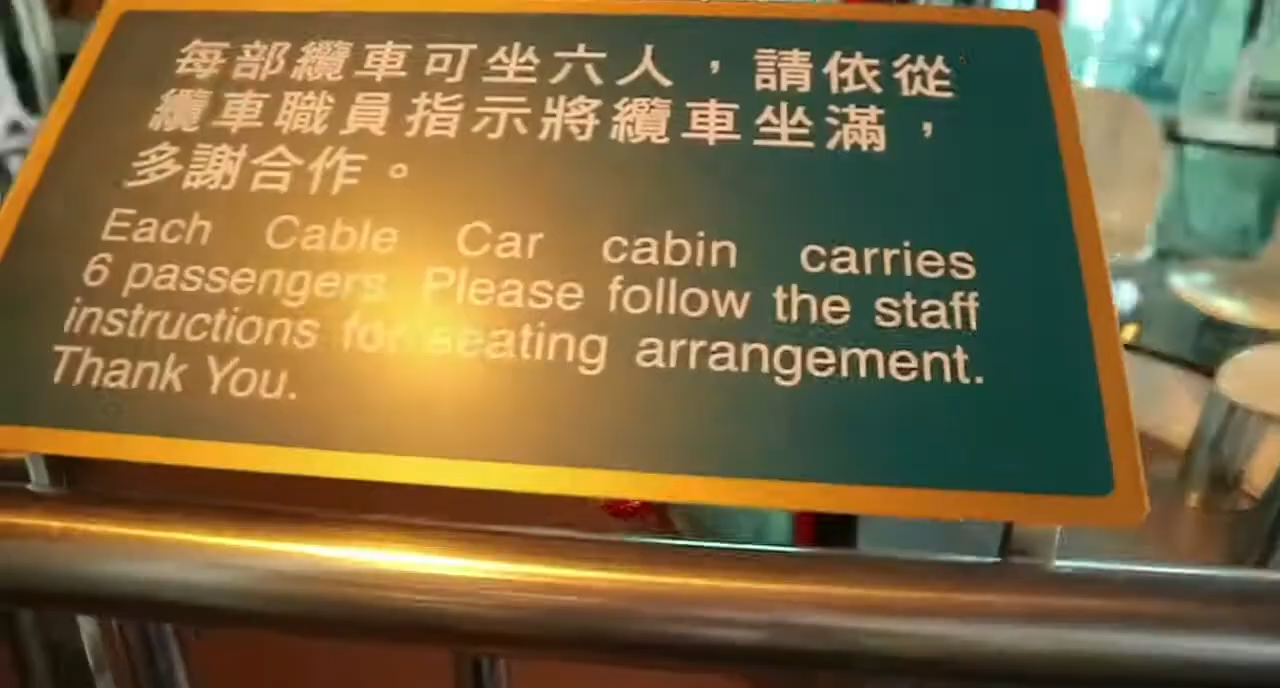 每部纜車可坐六人，請依從
纜車職員指示將纜車坐滿，
多謝合作。
Each Cable Car cabin carries
6 passengers. Please follow the staff
instructions for seating arrangement.
Thank You.